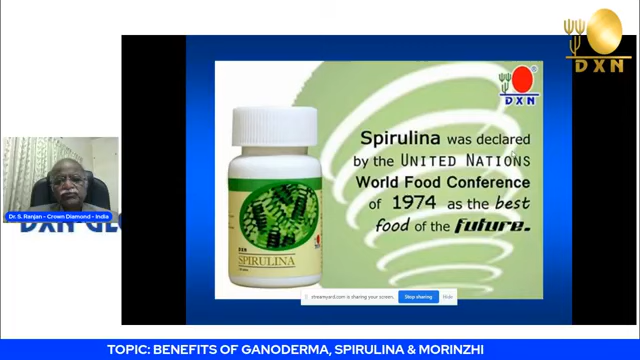 DXN
DXN
Spirulina was declared
by the UNITED NATIONS
World Food Conference
of 1974 as the best
food of the future.
DXN
SPIRULINA
Dr. S. Ranjan - Crown Diamond - India
streamyard.com is sharing your screen.
Stop sharing
Hide
TOPIC: BENEFITS OF GANODERMA, SPIRULINA & MORINZHI